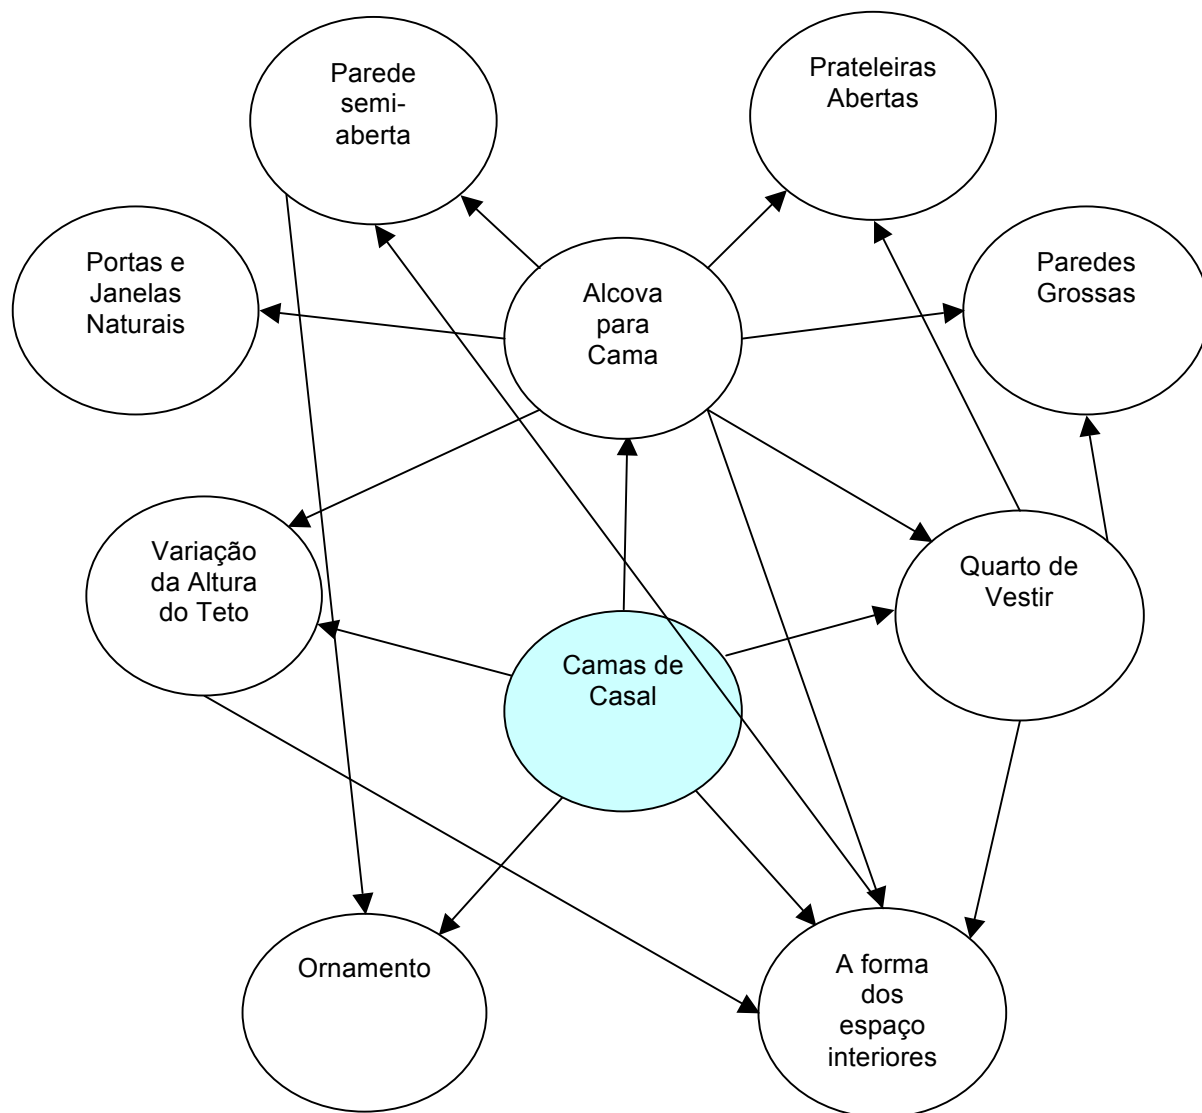 Parede
semi-
aberta
Prateleiras
Abertas
Portas e
Janelas
Naturais
Alcova
para
Cama
Paredes
Grossas
Variação
da Altura
do Teto
Camas de
Casal
Quarto de
Vestir
Ornamento
A forma
dos
espaço
interiores